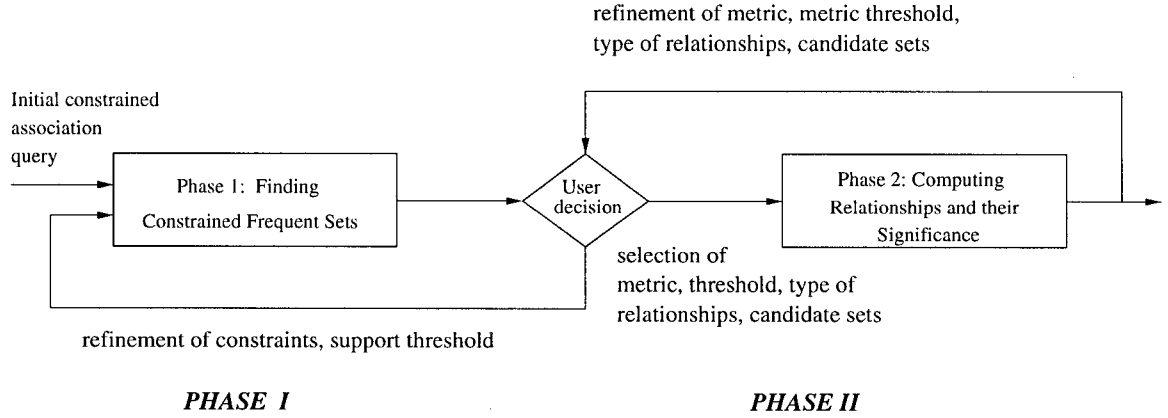 refinement of metric, metric threshold,
type of relationships, candidate sets
Initial constrained
association
query
Phase 1: Finding
Constrained Frequent Sets
User
decision
Phase 2: Computing
Relationships and their
Significance
selection of
metric, threshold, type of
relationships, candidate sets
refinement of constraints, support threshold
PHASE I
PHASE II